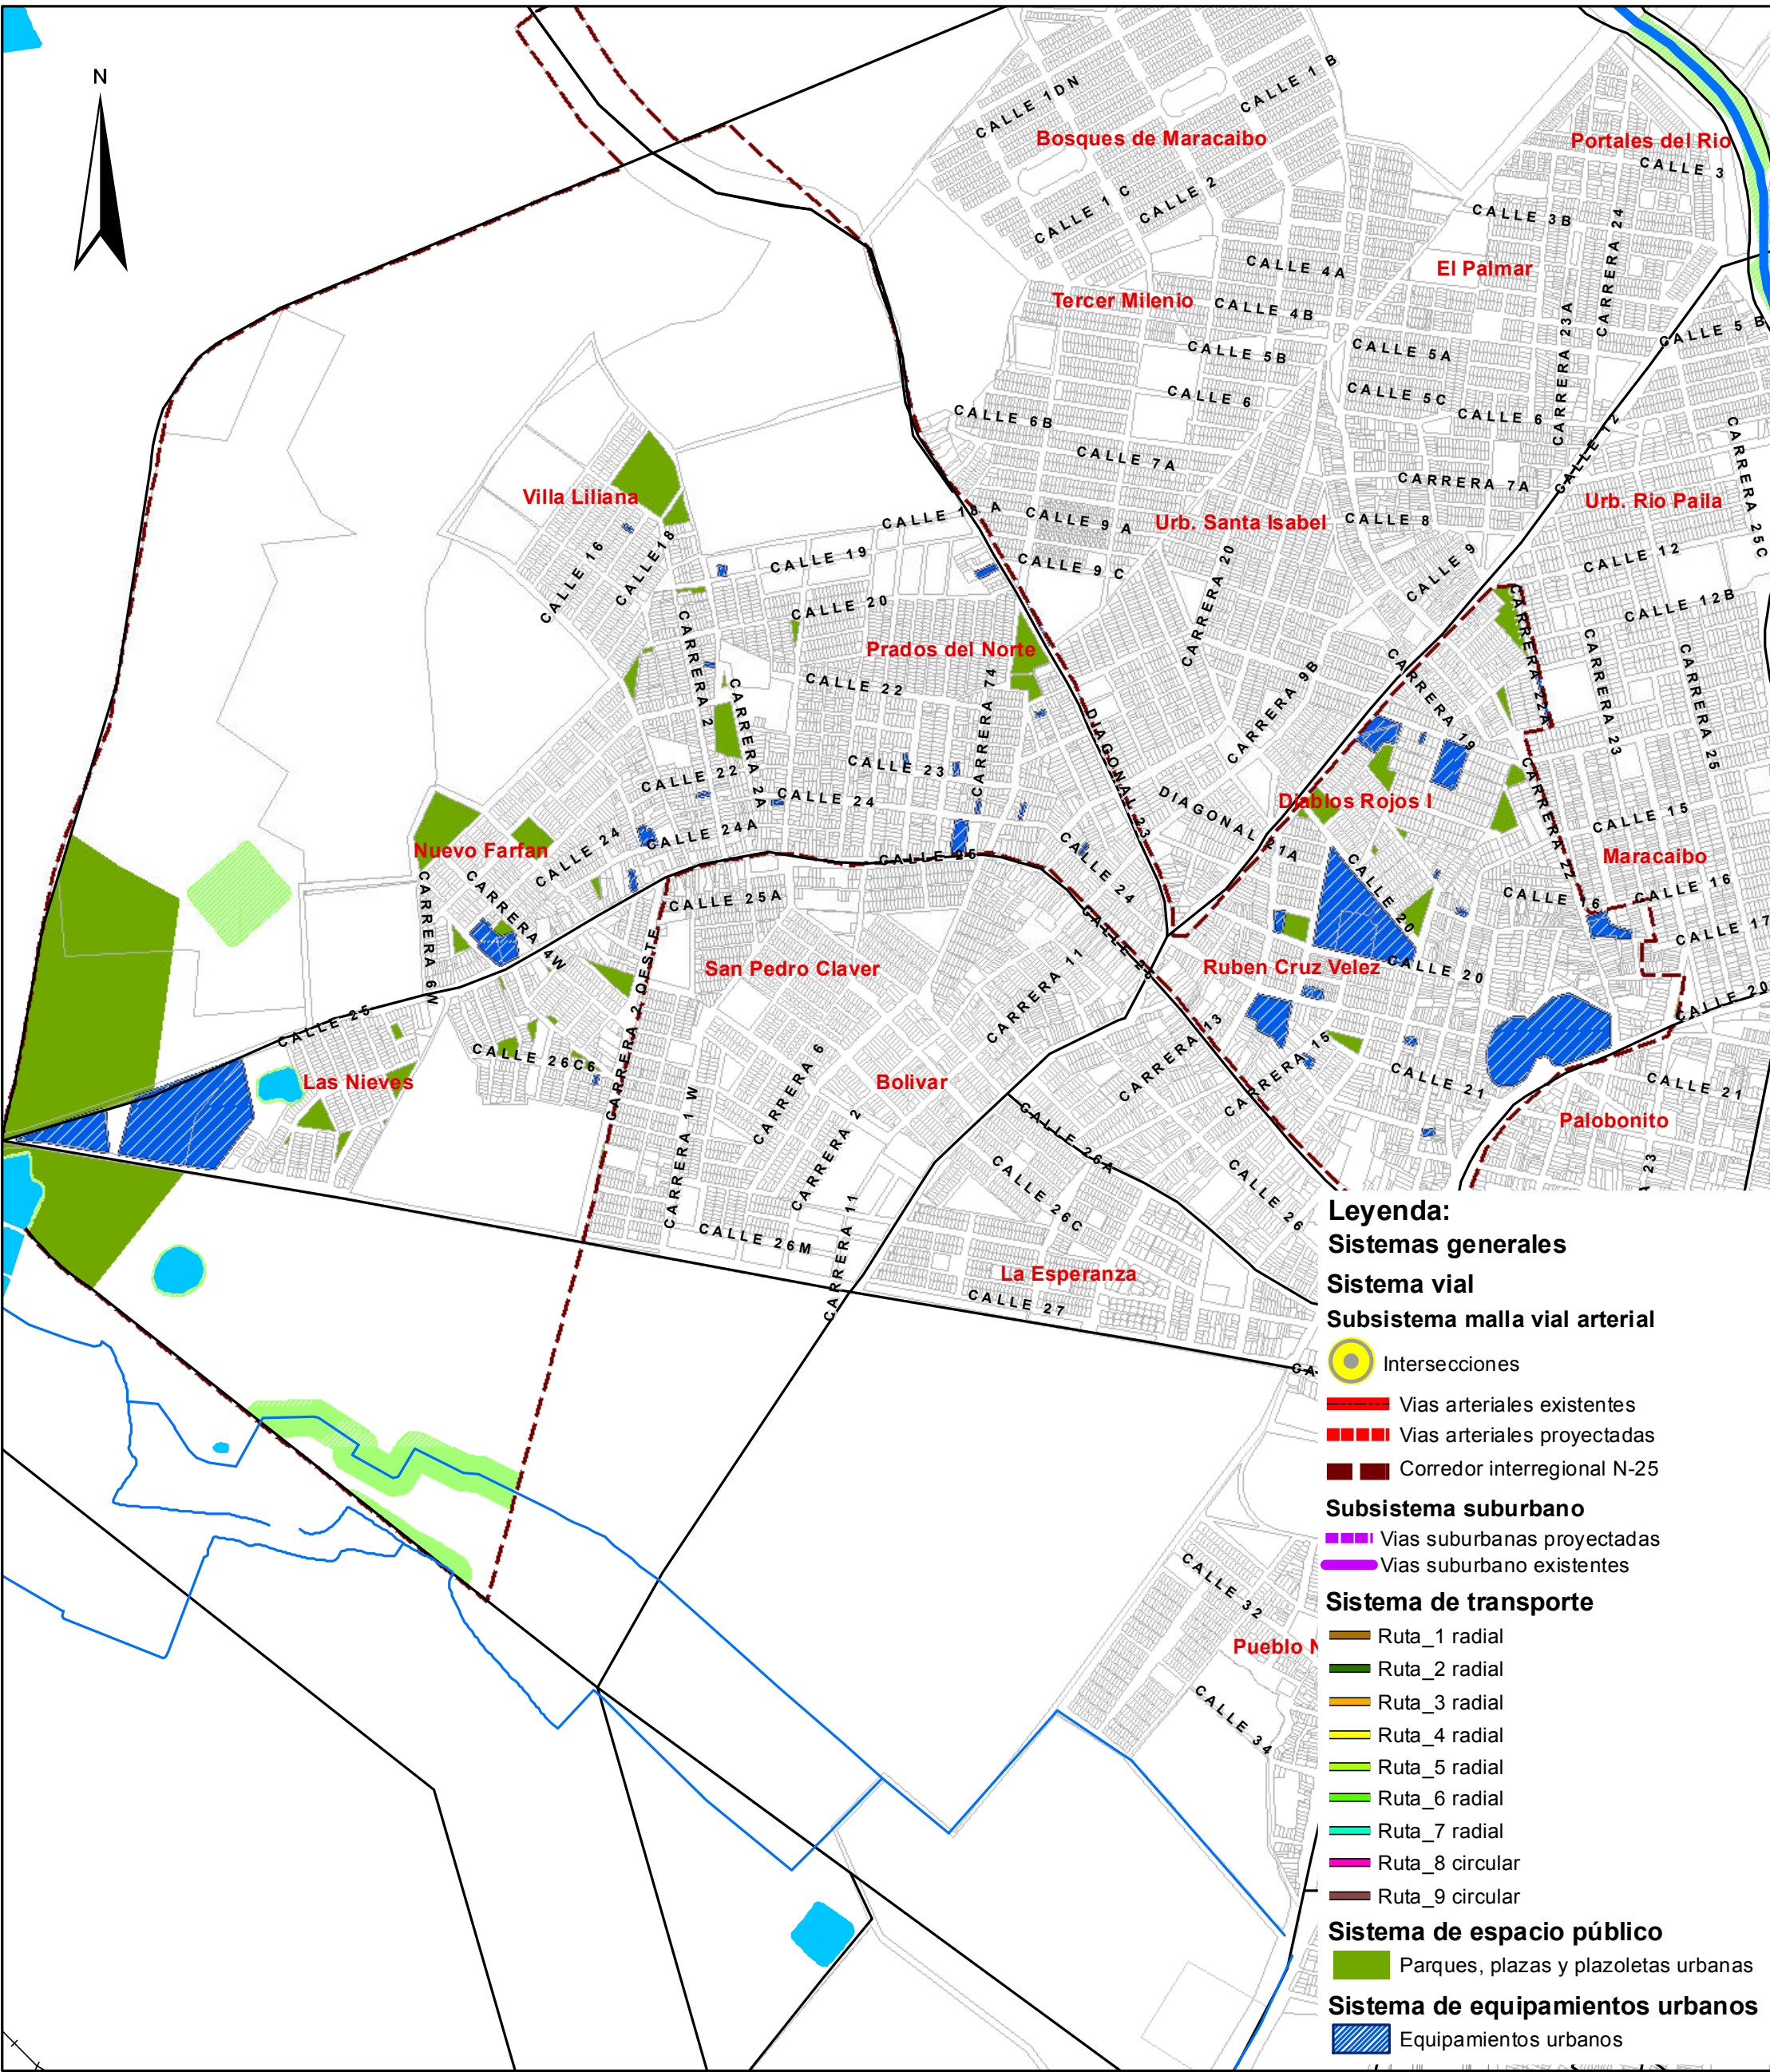 N
CALLE 1DN
CALLE 1 B
Bosques de Maracaibo
Portales del Rio
CALLE 3
CALLE 1 C
CALLE 2
CALLE 3B
CARRERA 24
CALLE 4A
El Palmar
Tercer Milenio
CALLE 4B
CARRERA 23A
CALLE 5 B
CALLE 5B
CALLE 5A
CALLE 6
CALLE 5C
CALLE 6
CALLE 6B
CALLE 12
CARRERA 25C
CALLE 7A
CARRERA 7A
Villa Liliana
Urb. Rio Paila
CALLE 18 A
CALLE 9 A
Urb. Santa Isabel
CALLE 8
CALLE 16
CALLE18
CALLE 19
CALLE 9 C
CARRERA 20
CALLE 9
CALLE 12
CALLE 20
CALLE 12B
CARRERA 2
Prados del Norte
CARRERA 22A
CARRERA 23
CARRERA 25
CARRERA 2A
CALLE 22
CARRERA 74
CARRERA 9B
CARRERA 19
DIAGONAL 23
CALLE 22
CALLE 23
CALLE 24
DIAGONAL 21A
Diablos Rojos I
CARRERA 22
CALLE 15
Nuevo Farfan
CALLE 24
CALLE 24A
CALLE 25
CALLE 24
CALLE 20
Maracaibo
CARRERA 6W
CARRERA 4W
CALLE 25A
CALLE 16
CALLE 16
CALLE 17
CARRERA 2 OESTE
San Pedro Claver
CARRERA 11
CALLE 25
Ruben Cruz Velez
CALLE 20
CALLE 20
CALLE 25
CALLE 26C6
Las Nieves
CARRERA 1 W
CARRERA 6
CARRERA 2
Bolivar
CARRERA 13
CARRERA 15
CALLE 21
CALLE 21
Palobonito
CALLE 26A
CALLE 26C
CALLE 26
23
CALLE 26M
CARRERA 11
La Esperanza
CALLE 27
CA
CALLE 32
Pueblo N
CALLE 34
Leyenda:
Sistemas generales
Sistema vial
Subsistema malla vial arterial
Intersecciones
Vias arteriales existentes
Vias arteriales proyectadas
Corredor interregional N-25
Subsistema suburbano
Vias suburbanas proyectadas
Vias suburbano existentes
Sistema de transporte
Ruta_1 radial
Ruta_2 radial
Ruta_3 radial
Ruta_4 radial
Ruta_5 radial
Ruta_6 radial
Ruta_7 radial
Ruta_8 circular
Ruta_9 circular
Sistema de espacio público
Parques, plazas y plazoletas urbanas
Sistema de equipamientos urbanos
Equipamientos urbanos